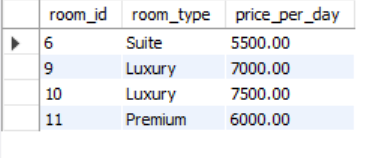 room_id room_type price_per_day
6 Suite 5500.00
9 Luxury 7000.00
10 Luxury 7500.00
11 Premium 6000.00